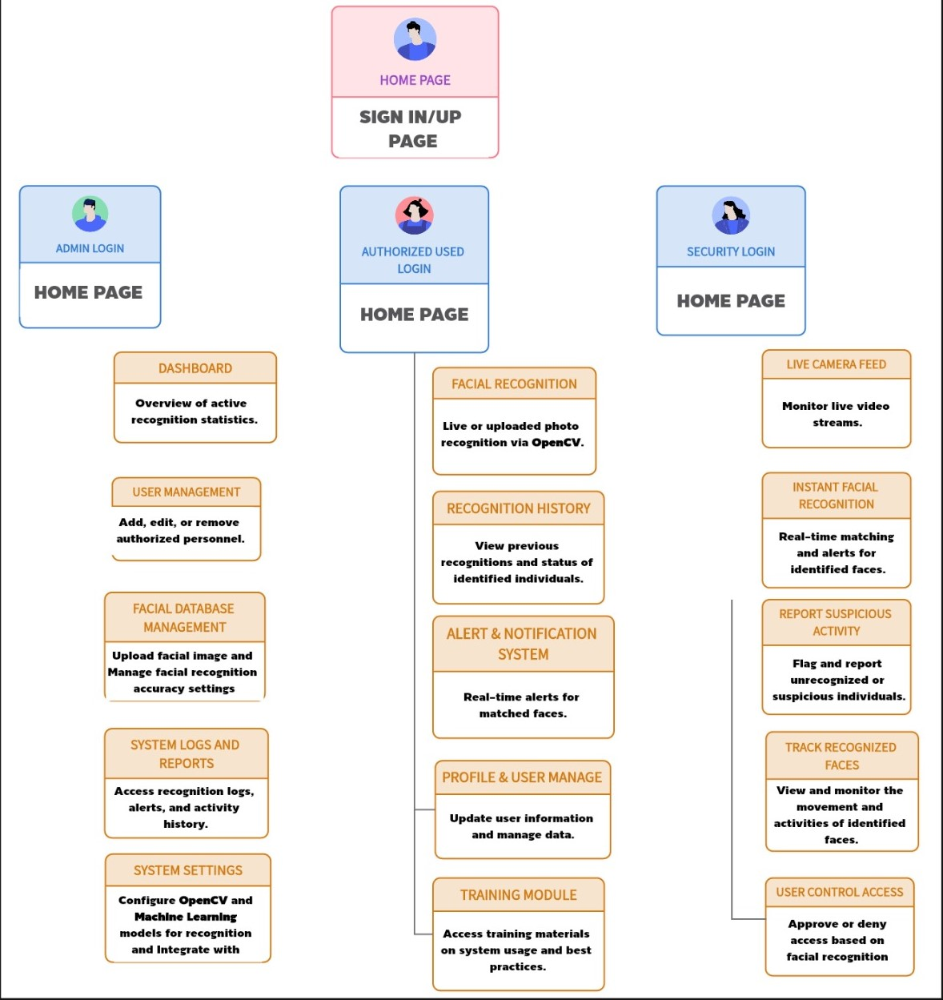 HOME PAGE
SIGN IN/UP
PAGE
ADMIN LOGIN
HOME PAGE
DASHBOARD
Overview of active
recognition statistics.
USER MANAGEMENT
Add, edit, or remove
authorized personnel.
FACIAL DATABASE
MANAGEMENT
Upload facial image and
Manage facial recognition
accuracy settings
SYSTEM LOGS AND
REPORTS
Access recognition logs,
alerts, and activity
history.
SYSTEM SETTINGS
Configure OpenCV and
Machine Learning
models for recognition
and Integrate with
AUTHORIZED USED
LOGIN
HOME PAGE
FACIAL RECOGNITION
Live or uploaded photo
recognition via OpenCV.
RECOGNITION HISTORY
View previous
recognitions and status of
identified individuals.
ALERT & NOTIFICATION
SYSTEM
Real-time alerts for
matched faces.
PROFILE & USER MANAGE
Update user information
and manage data.
TRAINING MODULE
Access training materials
on system usage and best
practices.
SECURITY LOGIN
HOME PAGE
LIVE CAMERA FEED
Monitor live video
streams.
INSTANT FACIAL
RECOGNITION
Real-time matching
and alerts for
identified faces.
REPORT SUSPICIOUS
ACTIVITY
Flag and report
unrecognized or
suspicious individuals.
TRACK RECOGNIZED
FACES
View and monitor the
movement and
activities of identified
faces.
USER CONTROL ACCESS
Approve or deny
access based on
facial recognition